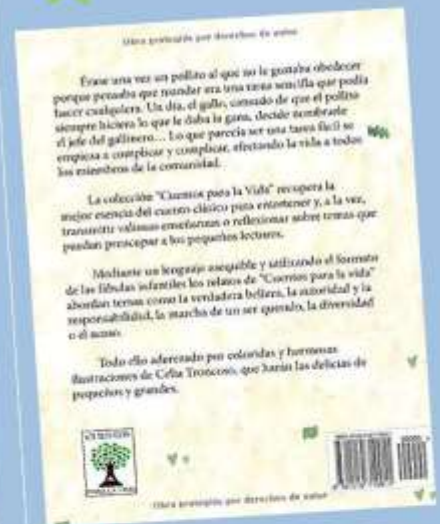 Obra protegida por derechos de autor
Érase una vez un pollito al que no le gustaba obedecer
porque pensaba que mandar era una tarea sencilla que podía
hacer cualquiera. Un día, el gallo, cansado de que el pollito
siempre hiciera lo que le daba la gana, decide nombrarle
el jefe del gallinero… Lo que parecía ser una tarea fácil se
empieza a complicar y complicar, afectando la vida a todos
los miembros de la comunidad.
La colección "Cuentos para la Vida" recupera la
mejor esencia del cuento clásico para entretener y, a la vez,
transmitir valiosas enseñanzas o reflexionar sobre temas que
puedan preocupar a los pequeños lectores.
Mediante un lenguaje asequible y utilizando el formato
de las fábulas infantiles los relatos de "Cuentos para la vida"
abordan temas como la verdadera belleza, la autoridad y la
responsabilidad, la marcha de un ser querido, la diversidad
o el acoso.
Todo ello aderezado por coloridas y hermosas
ilustraciones de Celia Troncoso, que harán las delicias de
pequeños y grandes.
Obra protegida por derechos de autor